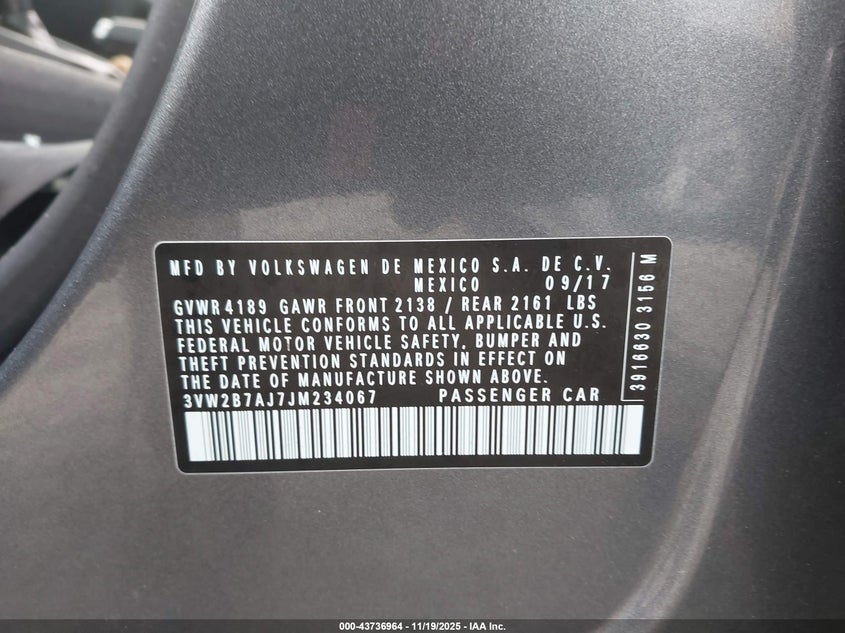 MFD BY VOLKSWAGEN DE MEXICO S.A. DE C.V.
MEXICO 09/17
GVWR 4189 GAWR FRONT 2138 / REAR 2161 LBS
THIS VEHICLE CONFORMS TO ALL APPLICABLE U.S.
FEDERAL MOTOR VEHICLE SAFETY, BUMPER AND
THEFT PREVENTION STANDARDS IN EFFECT ON
THE DATE OF MANUFACTURE SHOWN ABOVE.
3VW2B7AJ7JM234067 PASSENGER CAR
3916630 3156 M
000-43736964 - 11/19/2025 - IAA Inc.